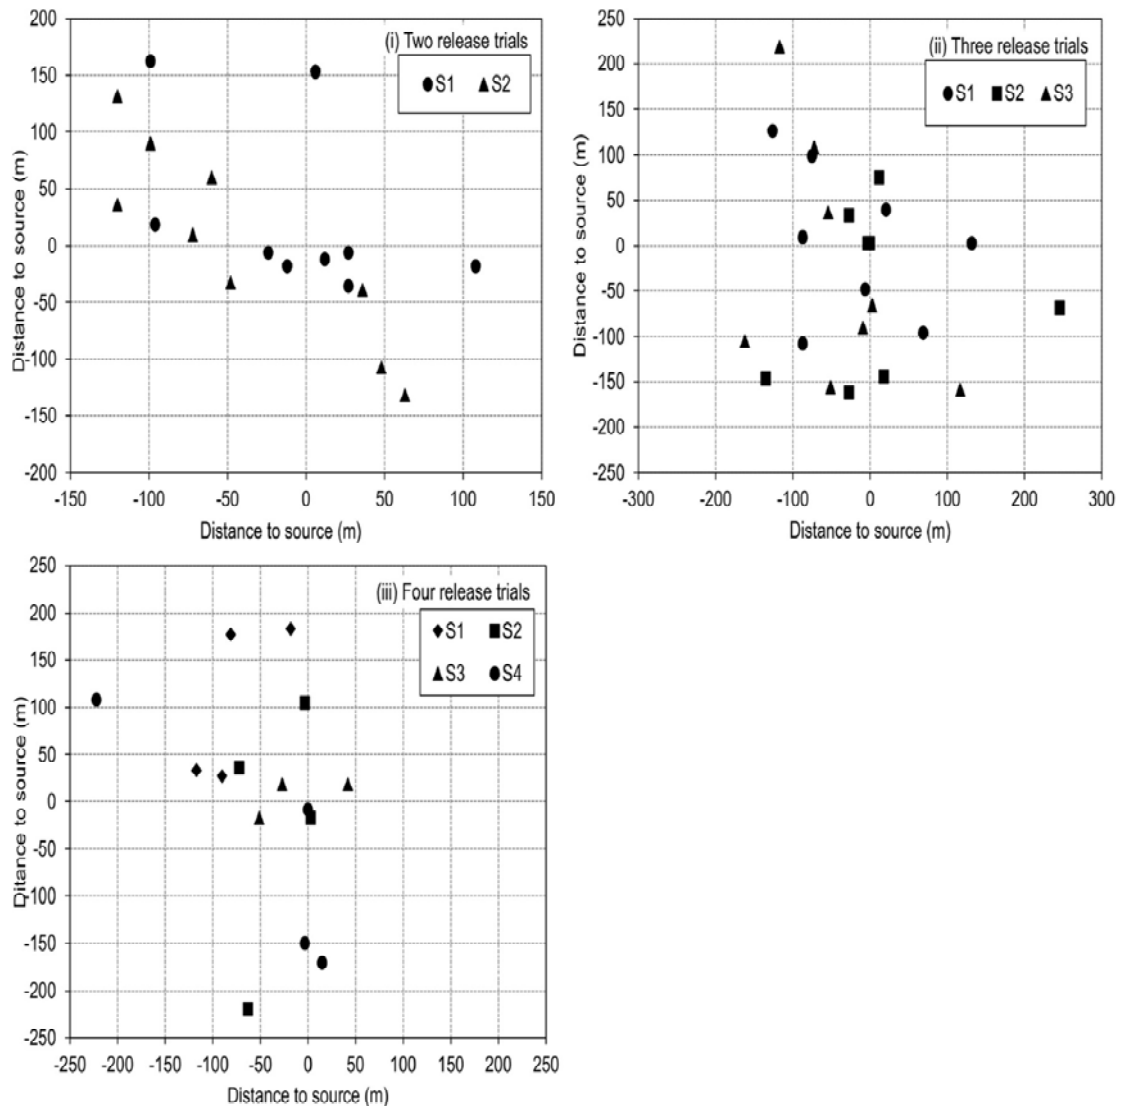 (i) Two release trials
S1 S2
200
150
100
50
0
-50
-100
-150
-200
-150 -100 -50 0 50 100 150
Distance to source (m)
Distance to source (m)
(ii) Three release trials
S1 S2 S3
250
200
150
100
50
0
-50
-100
-150
-200
-250
-300 -200 -100 0 100 200 300
Distance to source (m)
Distance to source (m)
(iii) Four release trials
S1 S2
S3 S4
250
200
150
100
50
0
-50
-100
-150
-200
-250
-250 -200 -150 -100 -50 0 50 100 150 200 250
Ditance to source (m)
Distance to source (m)